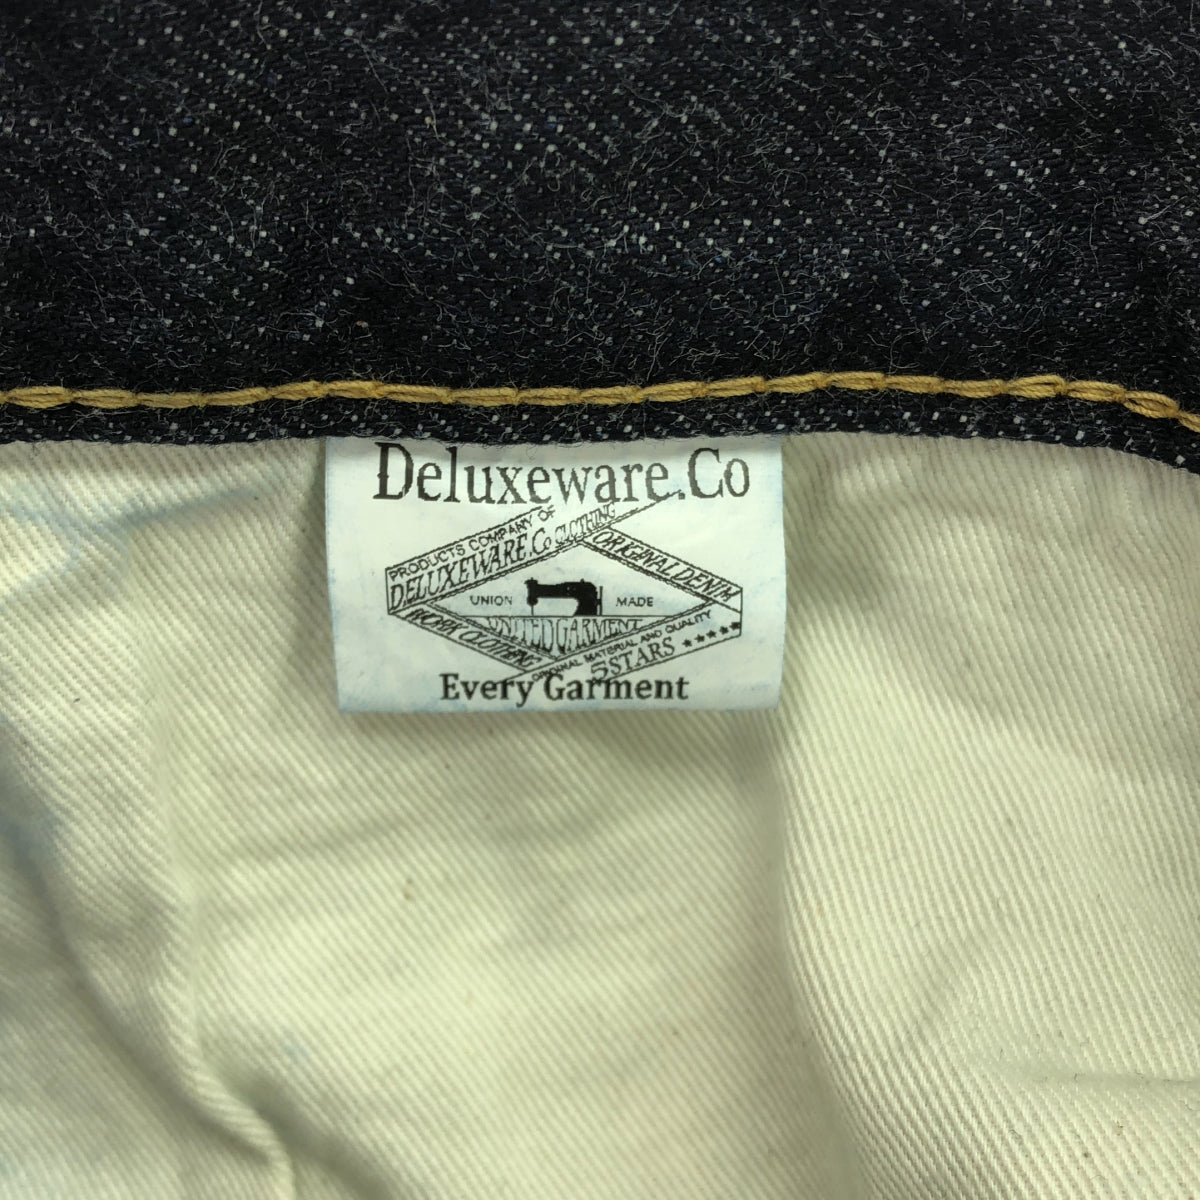 Deluxeware.Co
PRODUCTS COMPANY OF
DELUXEWARE.Co CLOTHING
ORIGINAL DENIM
UNION MADE
UNITED GARMENT
WORK CLOTHING
ORIGINAL MATERIAL AND QUALITY
5STARS ★★★★★
Every Garment